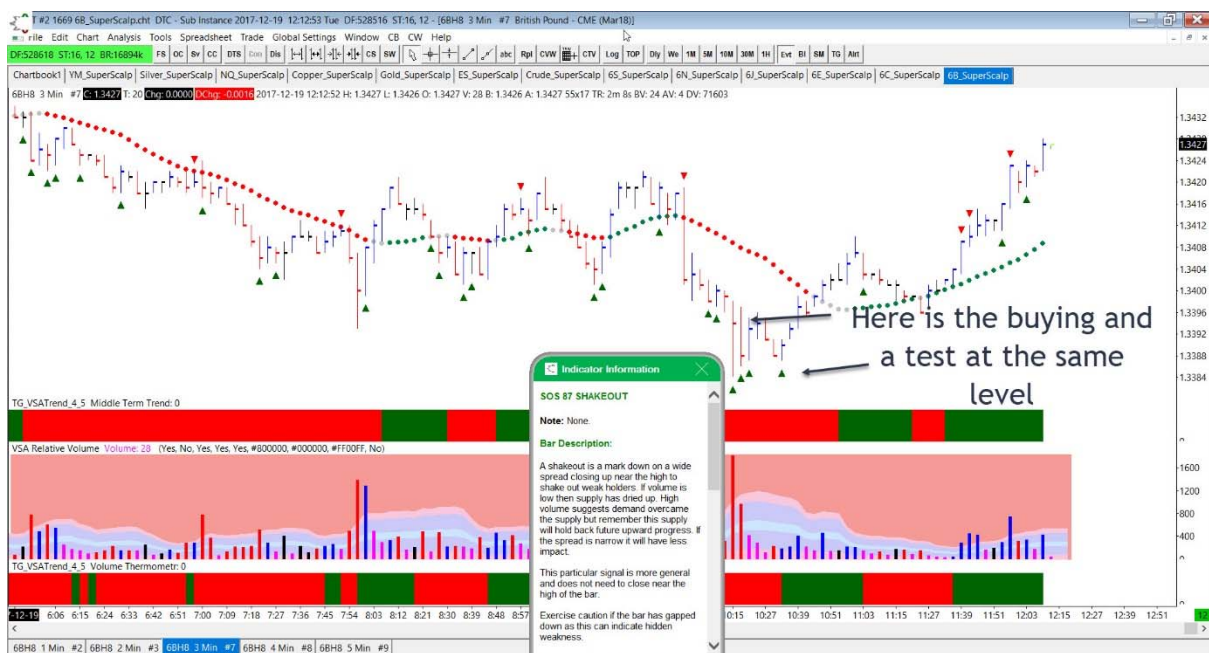 T #2 1669 6B_SuperScalp.cht DTC - Sub Instance 2017-12-19 12:12:53 Tue DF:528516 ST:16, 12 - [6BH8 3 Min #7 British Pound - CME (Mar18)]
File Edit Chart Analysis Tools Spreadsheet Trade Global Settings Window CB CW Help
DF:528618 ST:16, 12 BR:16894k FS OC Sv CC DTS Con Dis CS SW abc Rpl CVW CTV Log TOP Dly We 1M 5M 10M 30M 1H Evt BI SM TG Alrt
Chartbook1 YM_SuperScalp Silver_SuperScalp NQ_SuperScalp Copper_SuperScalp Gold_SuperScalp ES_SuperScalp Crude_SuperScalp 6S_SuperScalp 6N_SuperScalp 6J_SuperScalp 6E_SuperScalp 6C_SuperScalp 6B_SuperScalp
6BH8 3 Min #7 C: 1.3427 T: 20 Chg: 0.0000 DChg: -0.0016 2017-12-19 12:12:52 H: 1.3427 L: 1.3426 O: 1.3427 V: 28 B: 1.3426 A: 1.3427 55x17 TR: 2m 8s BV: 24 AV: 4 DV: 71603
1.3432
1.3427
1.3424
1.3420
1.3416
1.3412
1.3408
1.3404
1.3400
1.3396
1.3392
1.3388
1.3384
Here is the buying and
a test at the same
level
Indicator Information
SOS 87 SHAKEOUT
Note: None.
Bar Description:
A shakeout is a mark down on a wide
spread closing up near the high to
shake out weak holders. If volume is
low then supply has dried up. High
volume suggests demand overcame
the supply but remember this supply
will hold back future upward progress. If
the spread is narrow it will have less
impact.
This particular signal is more general
and does not need to close near the
high of the bar.
Exercise caution if the bar has gapped
down as this can indicate hidden
weakness.
TG_VSATrend_4_5 Middle Term Trend: 0
VSA Relative Volume Volume: 28 (Yes, No, Yes, Yes, Yes, #800000, #000000, #FF00FF, No)
1600
1200
800
400
0
TG_VSATrend_4_5 Volume Thermometr: 0
7-12-19 6:06 6:15 6:24 6:33 6:42 6:51 7:00 7:09 7:18 7:27 7:36 7:45 7:54 8:03 8:12 8:21 8:30 8:39 8:48 8:57 10:15 10:27 10:39 10:51 11:03 11:15 11:27 11:39 11:51 12:03 12:15 12:27 12:39 12:51 12
6BH8 1 Min #2 6BH8 2 Min #3 6BH8 3 Min #7 6BH8 4 Min #8 6BH8 5 Min #9